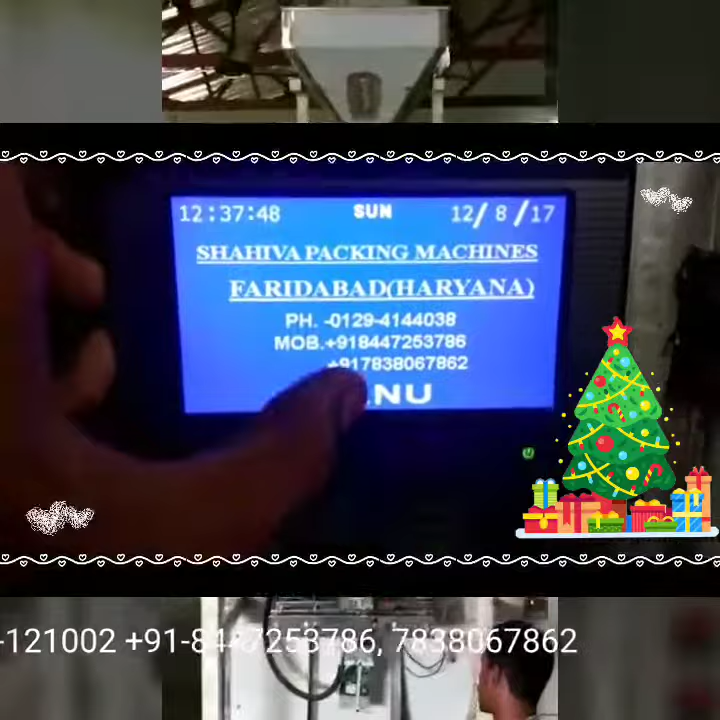 12:37:48 SUN 12/ 8 /17
SHAHIVA PACKING MACHINES
FARIDABAD(HARYANA)
PH. -0129-4144038
MOB.+918447253786
+917838067862
NU
-121002 +91-8447253786, 7838067862